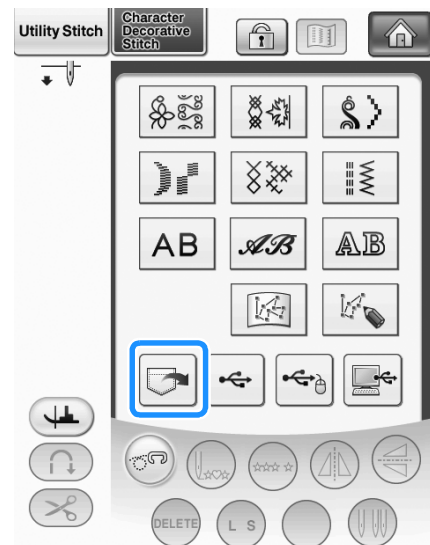 Utility Stitch
Character
Decorative
Stitch
AB
AB
AB
DELETE
L S